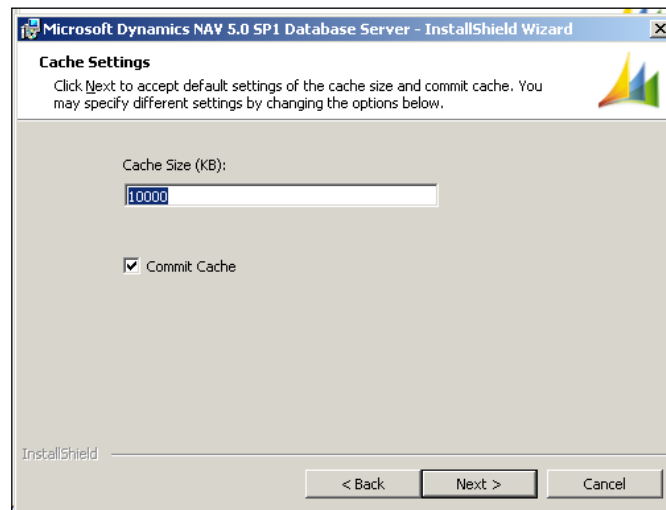 Microsoft Dynamics NAV 5.0 SP1 Database Server - InstallShield Wizard
Cache Settings
Click Next to accept default settings of the cache size and commit cache. You
may specify different settings by changing the options below.
Cache Size (KB):
10000
Commit Cache
InstallShield
< Back
Next >
Cancel